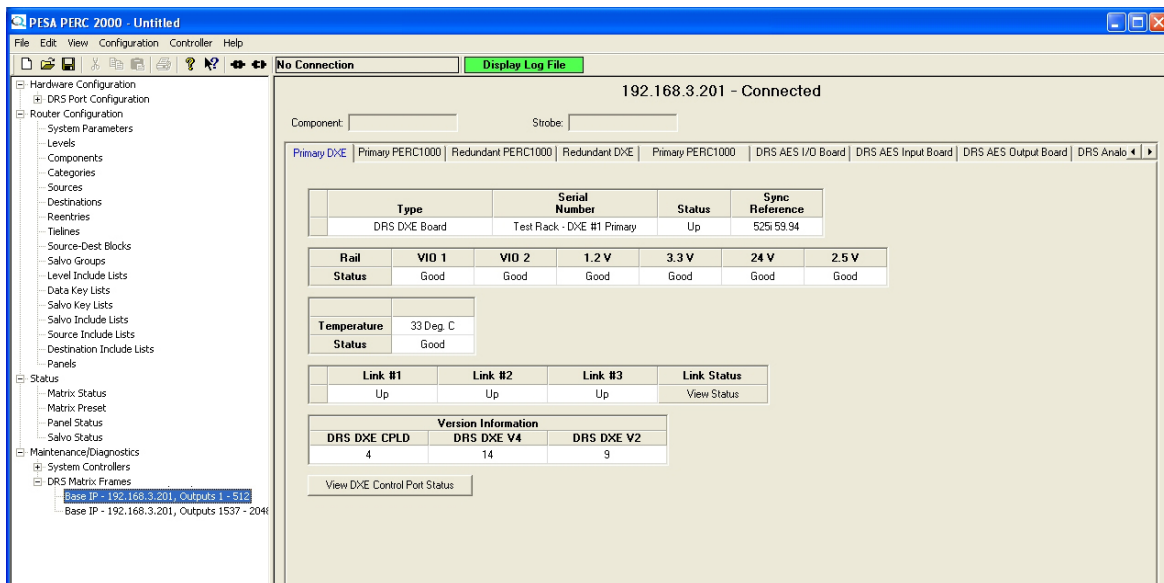 PESA PERC 2000 - Untitled
File Edit View Configuration Controller Help
No Connection Display Log File
Hardware Configuration
DRS Port Configuration
Router Configuration
System Parameters
Levels
Components
Categories
Sources
Destinations
Reentries
Tielines
Source-Dest Blocks
Salvo Groups
Level Include Lists
Data Key Lists
Salvo Key Lists
Salvo Include Lists
Source Include Lists
Destination Include Lists
Panels
Status
Matrix Status
Matrix Preset
Panel Status
Salvo Status
Maintenance/Diagnostics
System Controllers
DRS Matrix Frames
Base IP - 192.168.3.201, Outputs 1 - 512
Base IP - 192.168.3.201, Outputs 1537 - 2048
192.168.3.201 - Connected
Component: Strobe:
Primary DXE Primary PERC1000 Redundant PERC1000 Redundant DXE Primary PERC1000 DRS AES I/O Board DRS AES Input Board DRS AES Output Board DRS Analo
Type Serial Number Status Sync Reference
DRS DXE Board Test Rack - DXE #1 Primary Up 525i 59.94
Rail VIO 1 VIO 2 1.2 V 3.3 V 24 V 2.5 V
Status Good Good Good Good Good Good
Temperature 33 Deg. C
Status Good
Link #1 Link #2 Link #3 Link Status
Up Up Up View Status
Version Information
DRS DXE CPLD DRS DXE V4 DRS DXE V2
4 14 9
View DXE Control Port Status